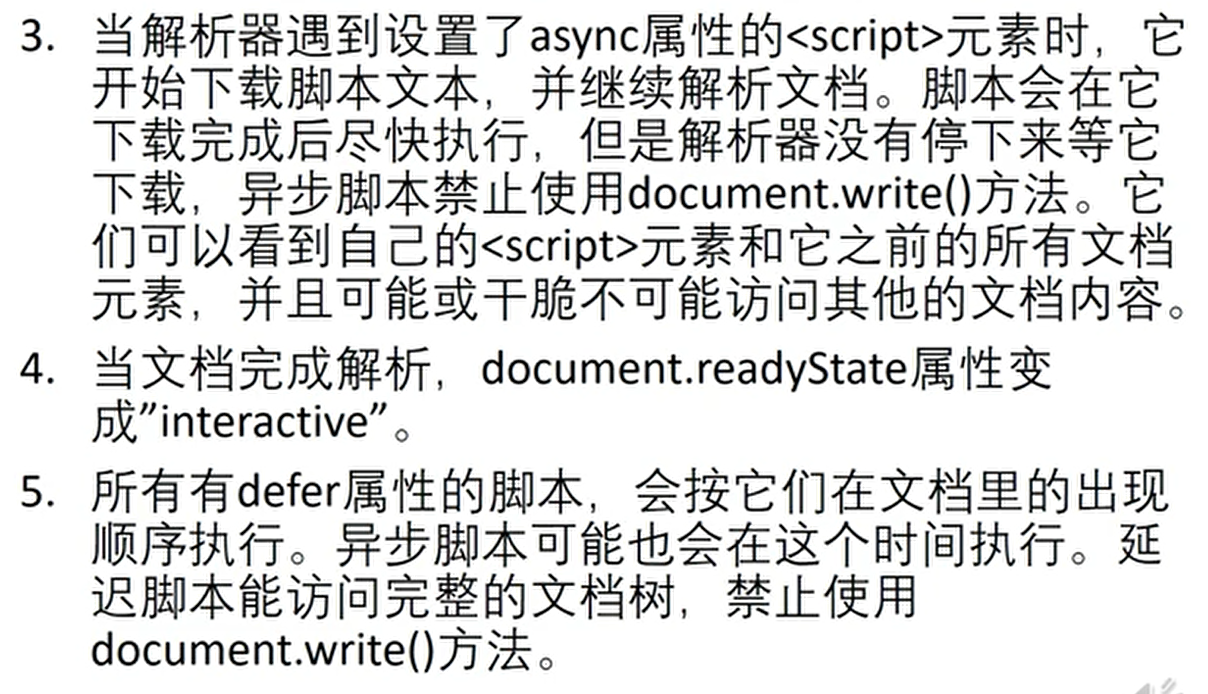 3. 当解析器遇到设置了async属性的<script>元素时，它
开始下载脚本文本，并继续解析文档。脚本会在它
下载完成后尽快执行，但是解析器没有停下来等它
下载，异步脚本禁止使用document.write()方法。它
们可以看到自己的<script>元素和它之前的所有文档
元素，并且可能或干脆不可能访问其他的文档内容。
4. 当文档完成解析，document.readyState属性变
成”interactive”。
5. 所有有defer属性的脚本，会按它们在文档里的出现
顺序执行。异步脚本可能也会在这个时间执行。延
迟脚本能访问完整的文档树，禁止使用
document.write()方法。